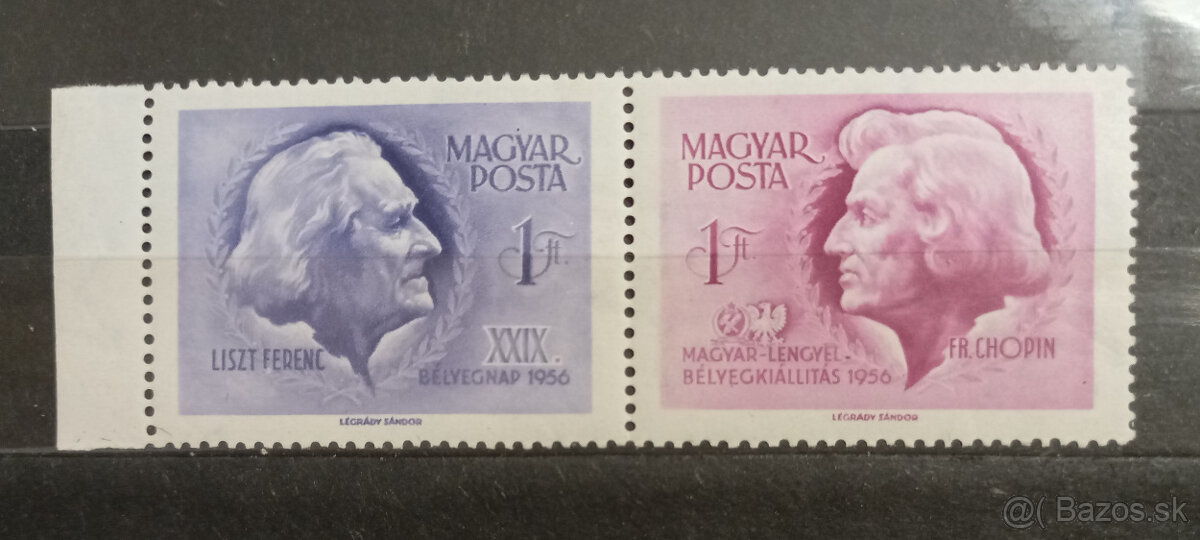 MAGYAR
POSTA
1 Ft.
XXIX.
LISZT FERENC
BÉLYEGNAP 1956
LÉGRÁDY SÁNDOR
MAGYAR
POSTA
1 Ft.
MAGYAR-LENGYEL
BÉLYEGKIÁLLITÁS 1956
FR. CHOPIN
LÉGRÁDY SÁNDOR
@( Bazos.sk